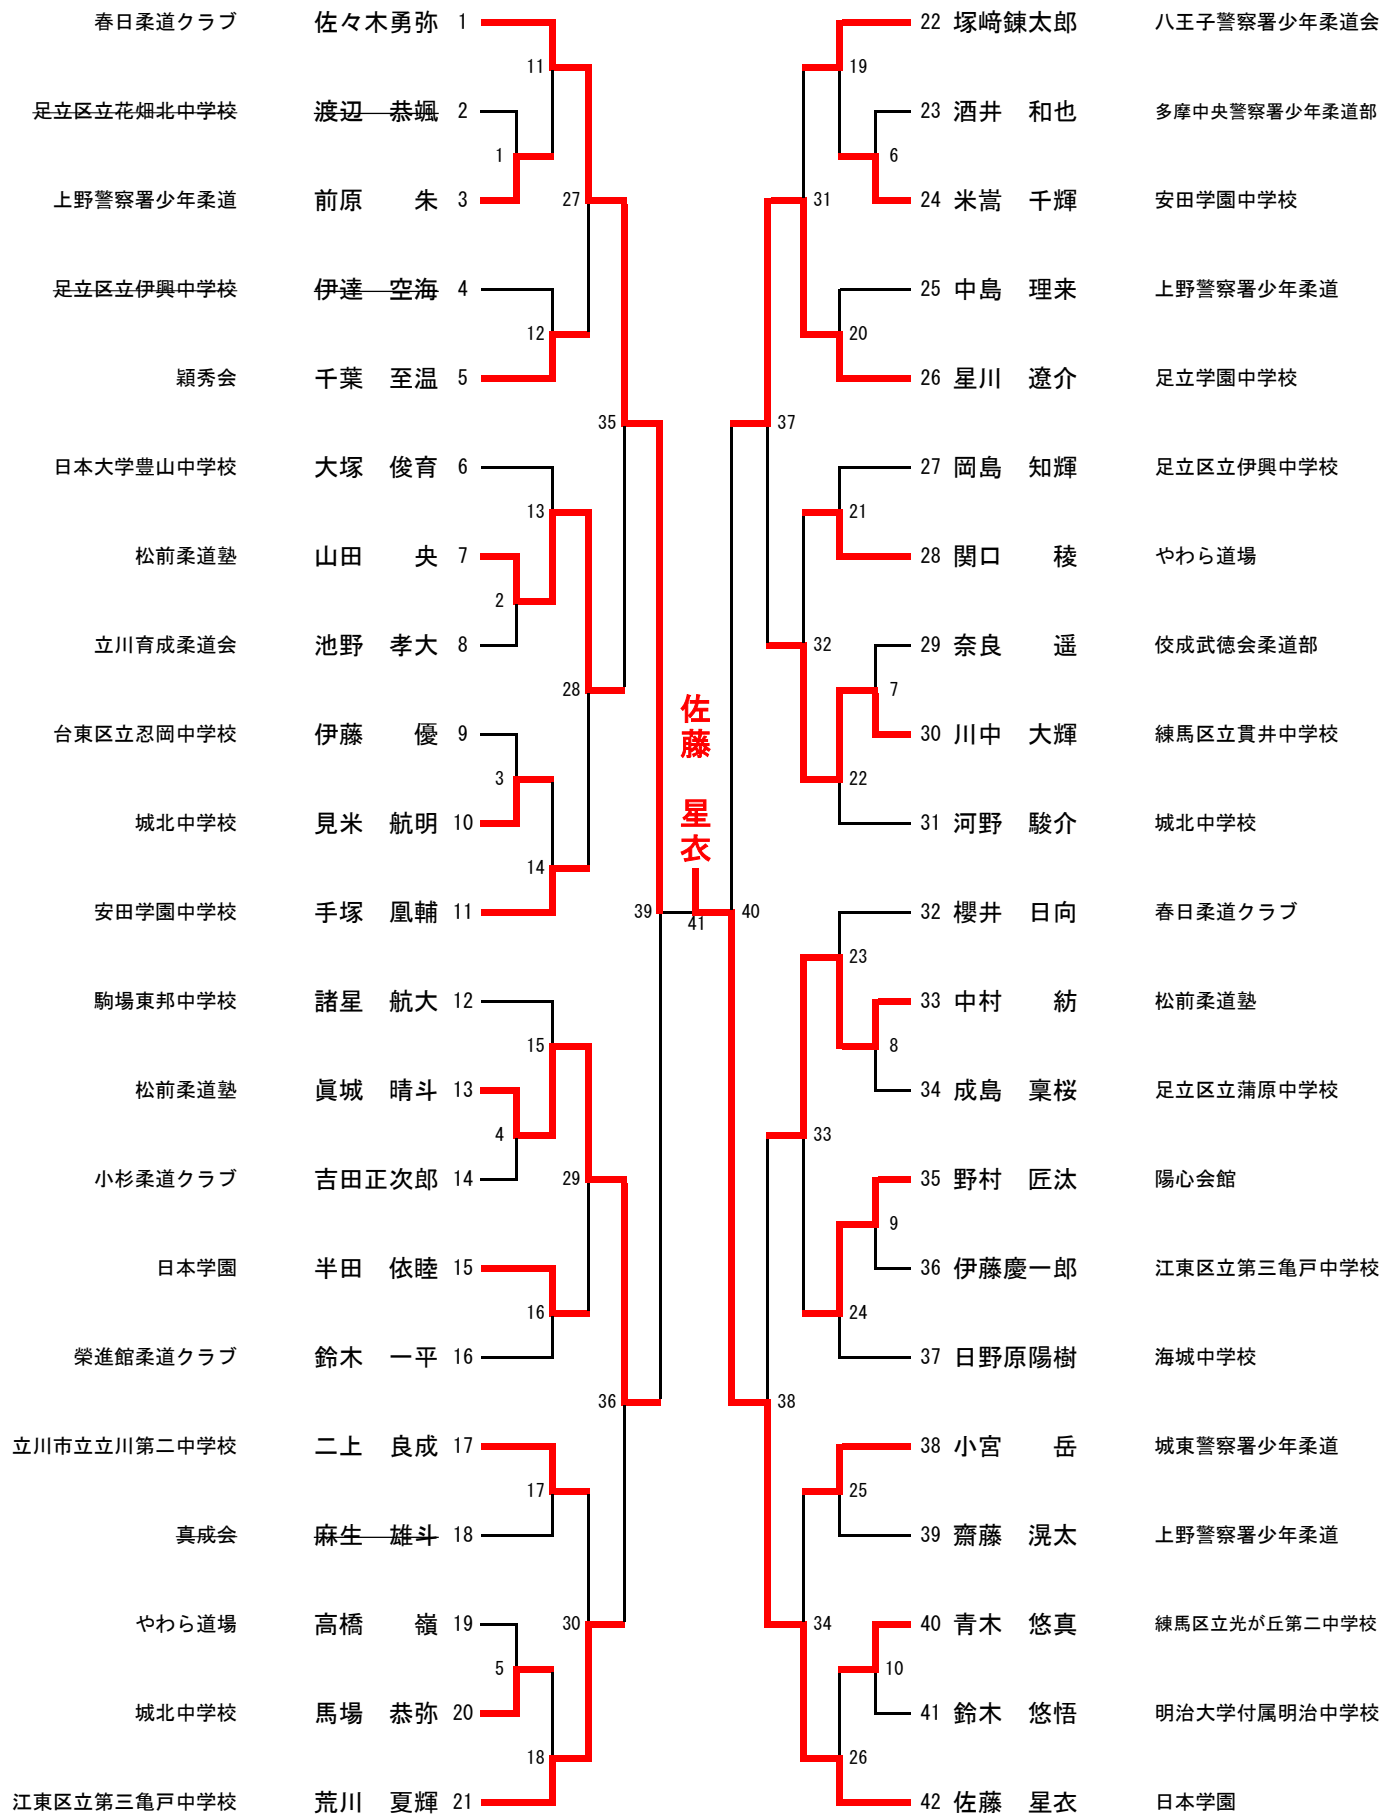 春日柔道クラブ 佐々木勇弥 1
足立区立花畑北中学校 渡辺 恭颯 2
上野警察署少年柔道 前原 朱 3
足立区立伊興中学校 伊達 空海 4
穎秀会 千葉 至温 5
日本大学豊山中学校 大塚 俊育 6
松前柔道塾 山田 央 7
立川育成柔道会 池野 孝大 8
台東区立忍岡中学校 伊藤 優 9
城北中学校 見米 航明 10
安田学園中学校 手塚 凰輔 11
駒場東邦中学校 諸星 航大 12
松前柔道塾 眞城 晴斗 13
小杉柔道クラブ 吉田正次郎 14
日本学園 半田 依睦 15
榮進館柔道クラブ 鈴木 一平 16
立川市立立川第二中学校 二上 良成 17
真成会 麻生 雄斗 18
やわら道場 高橋 嶺 19
城北中学校 馬場 恭弥 20
江東区立第三亀戸中学校 荒川 夏輝 21
11
1
27
12
35
13
2
28
3
14
39
15
4
29
16
36
17
30
5
18
佐藤 星衣
41
22 塚﨑錬太郎 八王子警察署少年柔道会
23 酒井 和也 多摩中央警察署少年柔道部
24 米嵩 千輝 安田学園中学校
25 中島 理来 上野警察署少年柔道
26 星川 遼介 足立学園中学校
27 岡島 知輝 足立区立伊興中学校
28 関口 稜 やわら道場
29 奈良 遥 佼成武徳会柔道部
30 川中 大輝 練馬区立貫井中学校
31 河野 駿介 城北中学校
32 櫻井 日向 春日柔道クラブ
33 中村 紡 松前柔道塾
34 成島 稟桜 足立区立蒲原中学校
35 野村 匠汰 陽心会館
36 伊藤慶一郎 江東区立第三亀戸中学校
37 日野原陽樹 海城中学校
38 小宮 岳 城東警察署少年柔道
39 齋藤 滉太 上野警察署少年柔道
40 青木 悠真 練馬区立光が丘第二中学校
41 鈴木 悠悟 明治大学付属明治中学校
42 佐藤 星衣 日本学園
19
6
31
20
37
21
32
7
22
40
23
8
33
9
24
38
25
34
10
26